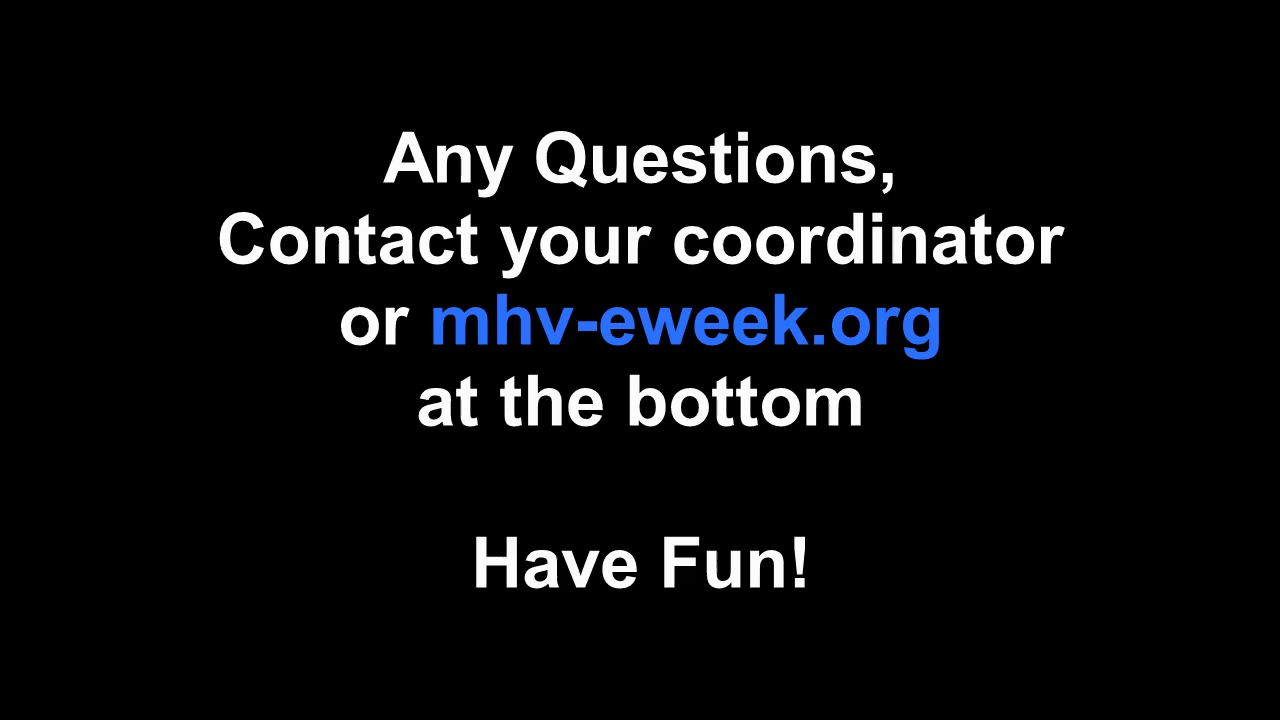 Any Questions,
Contact your coordinator
or mhv-eweek.org
at the bottom
Have Fun!